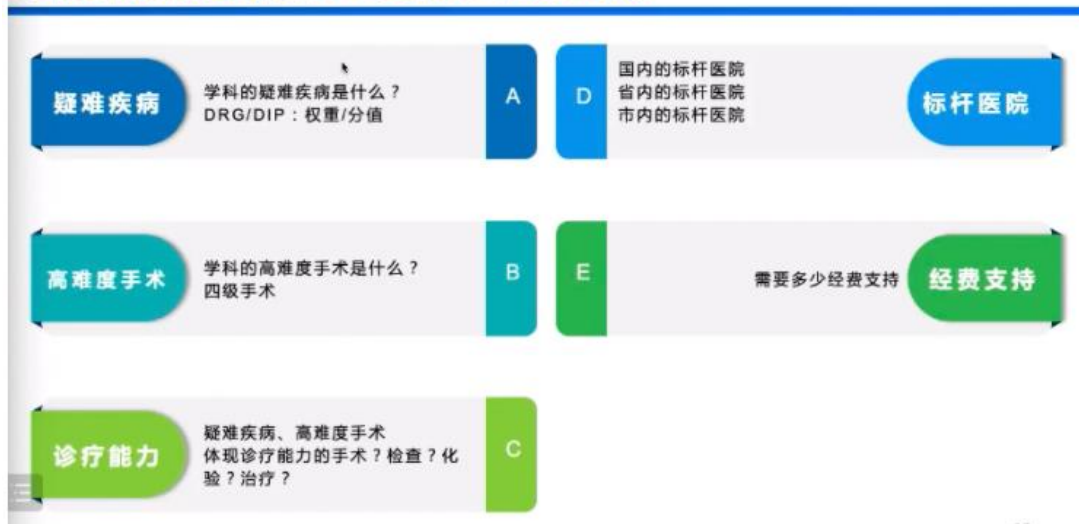 疑难疾病
学科的疑难疾病是什么？
DRG/DIP：权重/分值
A
D
国内的标杆医院
省内的标杆医院
市内的标杆医院
标杆医院
高难度手术
学科的高难度手术是什么？
四级手术
B
E
需要多少经费支持
经费支持
诊疗能力
疑难疾病、高难度手术
体现诊疗能力的手术？检查？化
验？治疗？
C